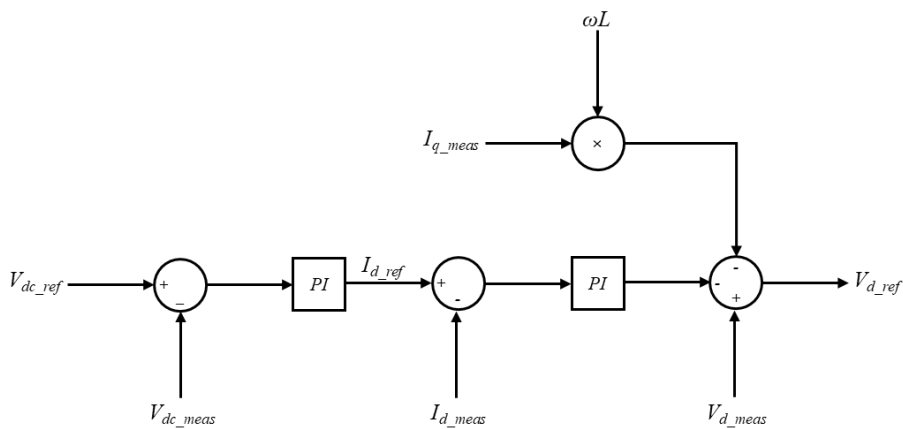 ωL
I_q_meas
×
-
V_dc_ref
+
−
PI
I_d_ref
+
-
PI
-
+
V_d_ref
V_dc_meas
I_d_meas
V_d_meas